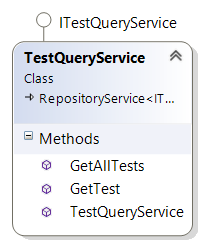 ITestQueryService
TestQueryService
Class
RepositoryService<IT...
Methods
GetAllTests
GetTest
TestQueryService